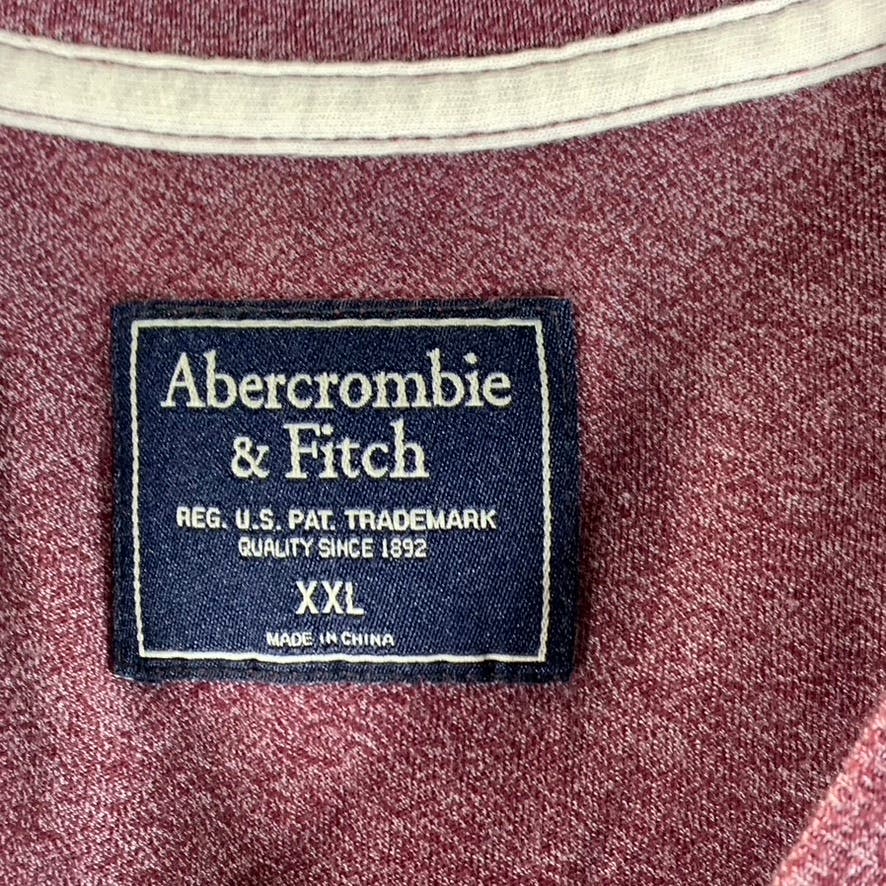 Abercrombie
& Fitch
REG. U.S. PAT. TRADEMARK
QUALITY SINCE 1892
XXL
MADE IN CHINA